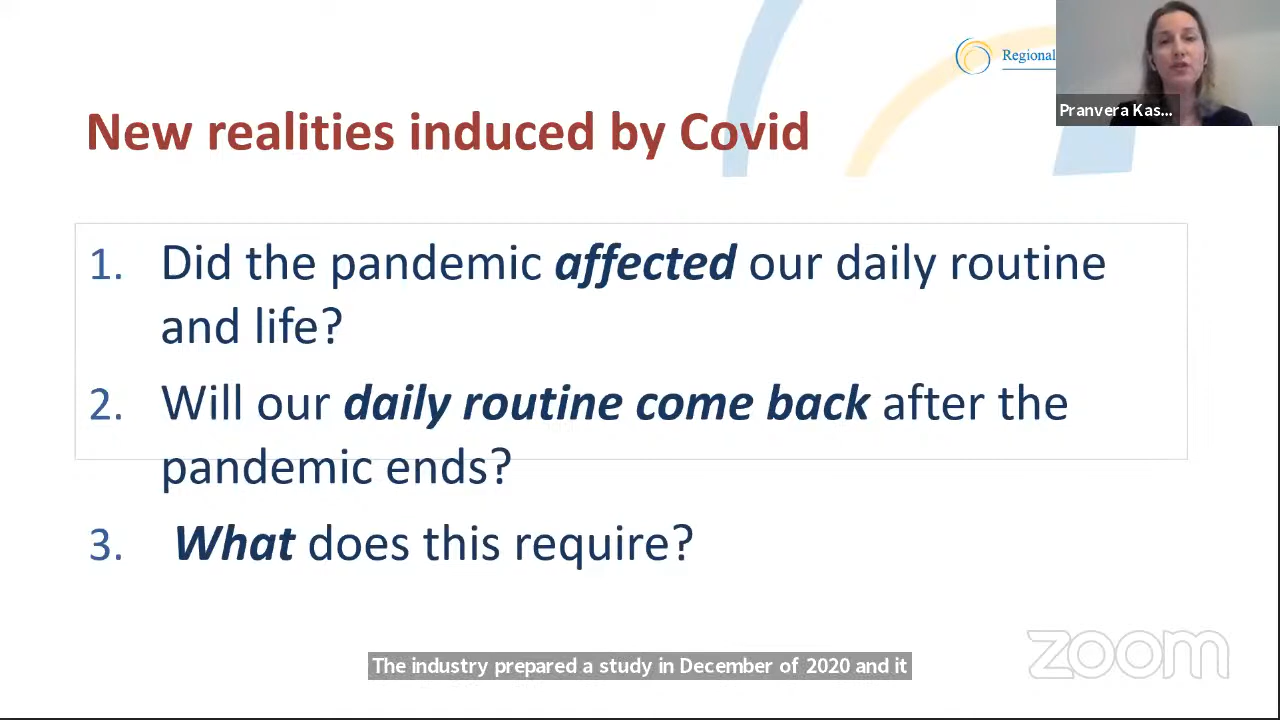 Regional
Pranvera Kas...
New realities induced by Covid
1. Did the pandemic affected our daily routine
and life?
2. Will our daily routine come back after the
pandemic ends?
3. What does this require?
zoom
The industry prepared a study in December of 2020 and it